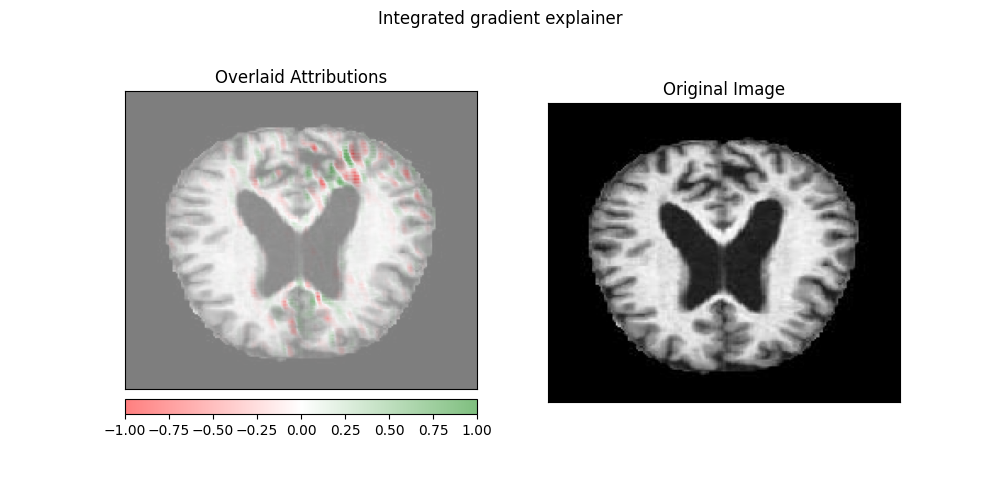 Integrated gradient explainer
Overlaid Attributions
Original Image
−1.00 −0.75 −0.50 −0.25 0.00 0.25 0.50 0.75 1.00